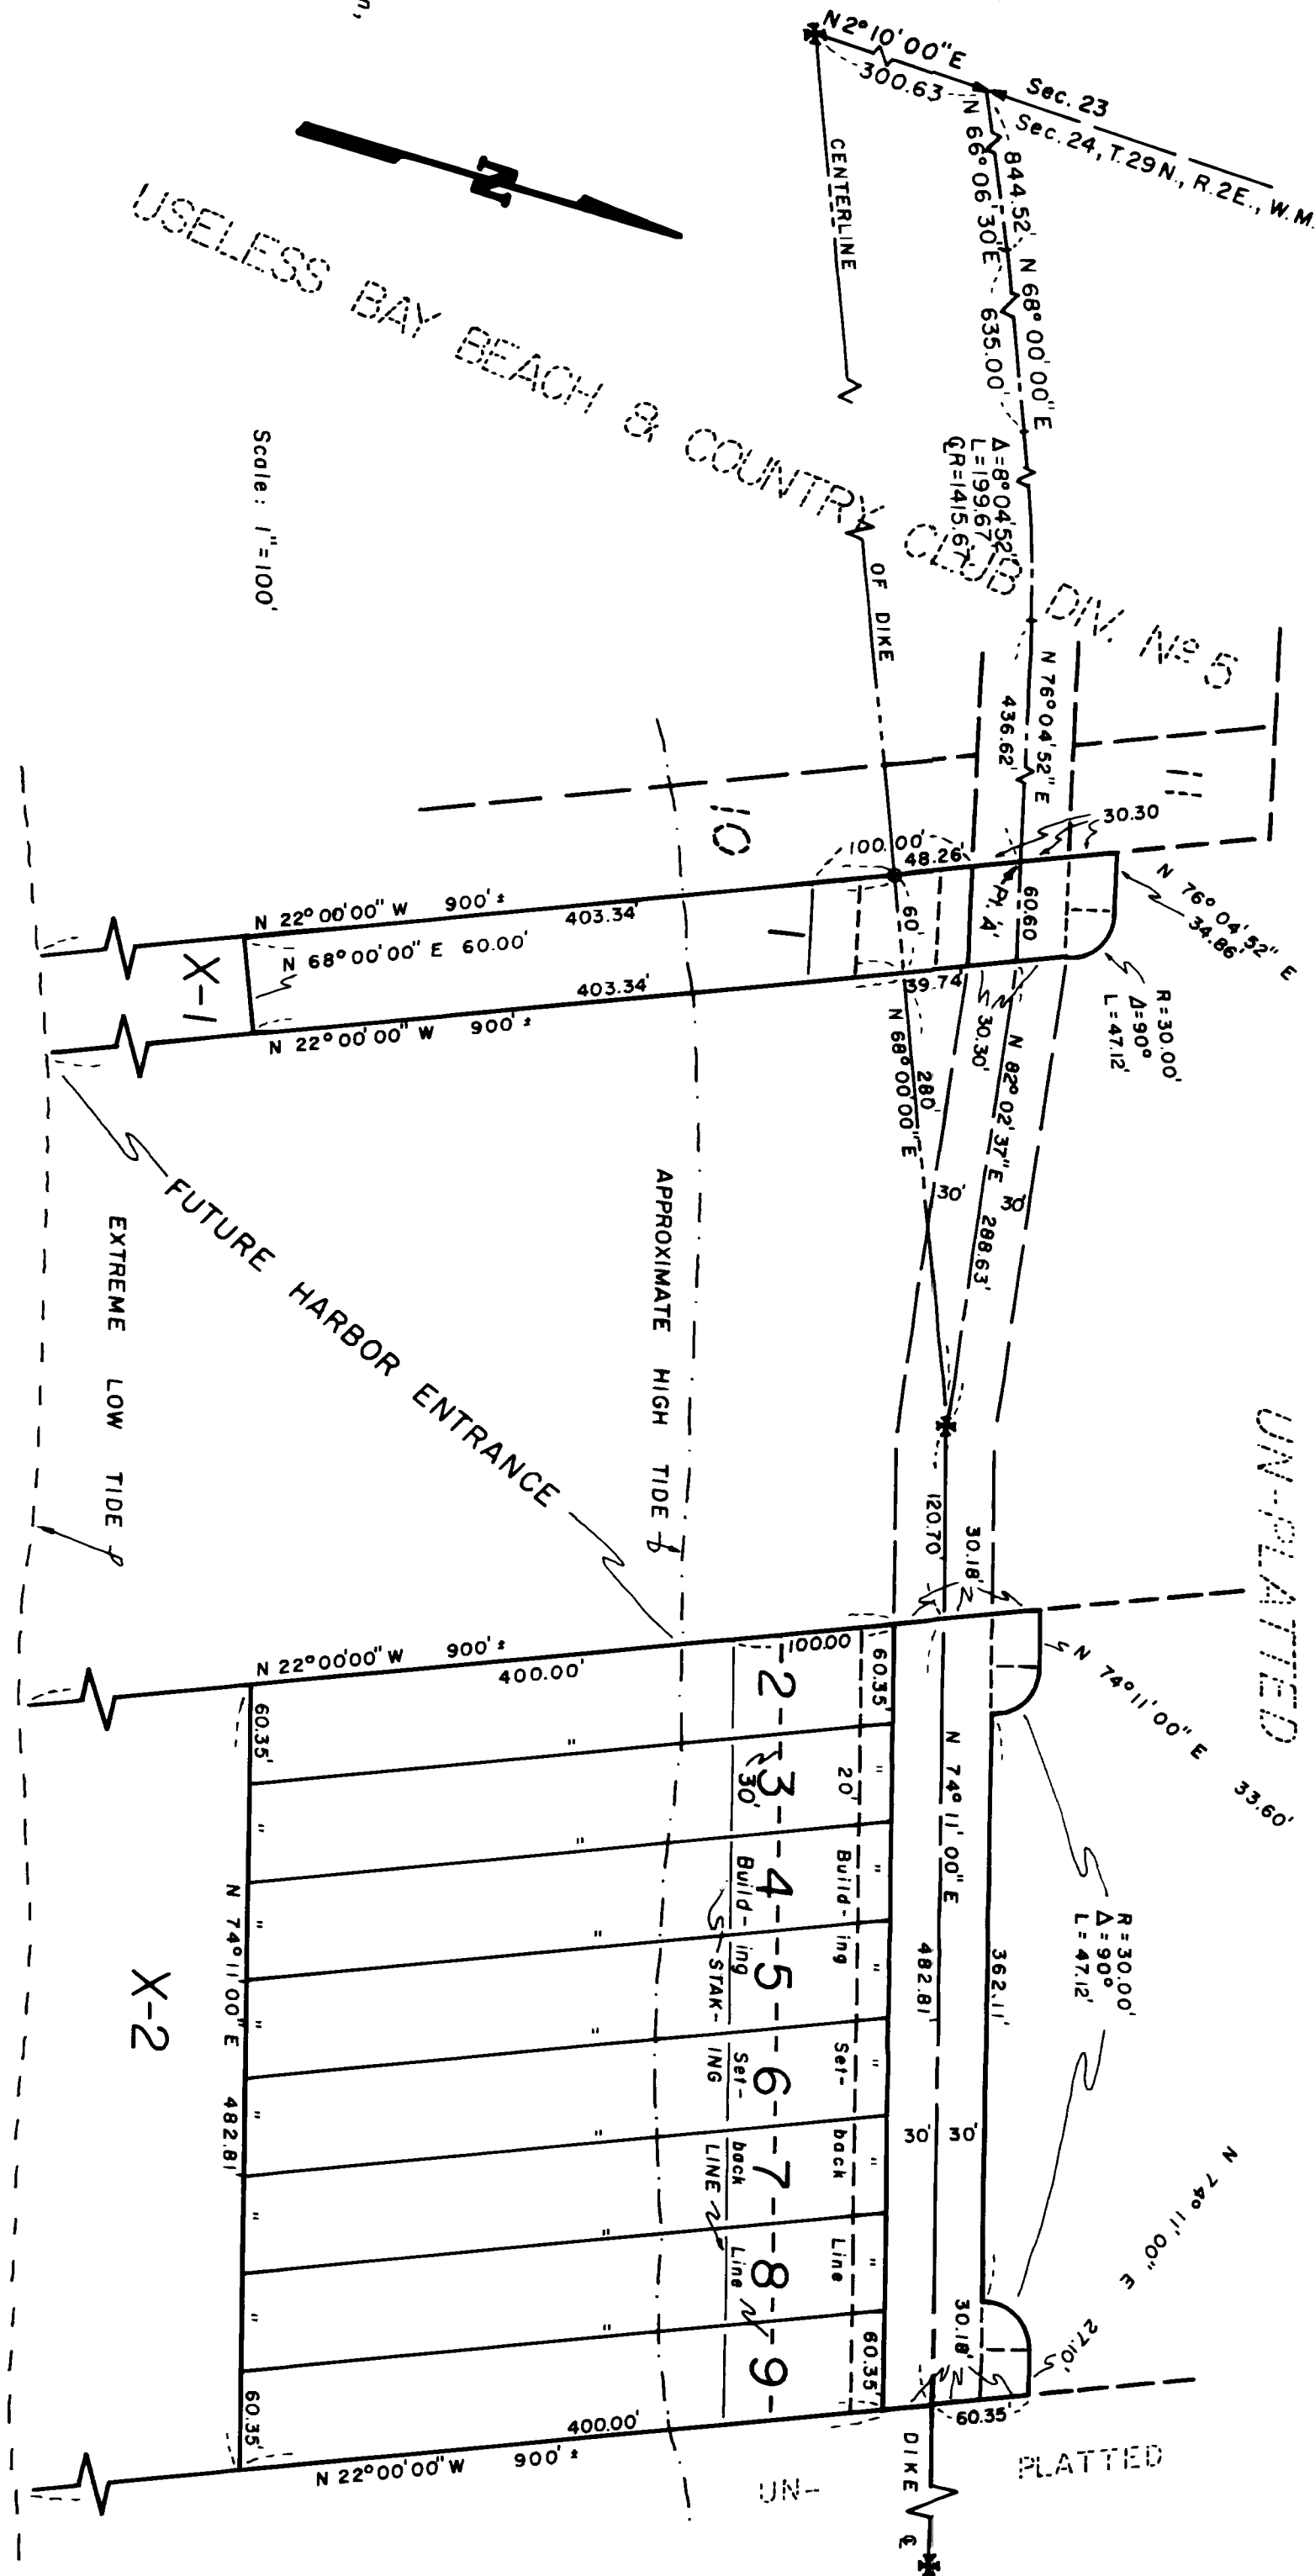 N 2° 10' 00" E
300.63
Sec. 23
Sec. 24, T. 29 N., R. 2 E., W. M.
844.52'
N 66° 06' 30" E
N 68° 00' 00" E
635.00'
CENTERLINE
OF DIKE
N
USELESS BAY BEACH & COUNTRY CLUB DIV. Nº 5
Scale: 1"=100'
Δ=8°04'52"
L=199.67'
℄R=1415.67'
N 76° 04' 52" E
436.62'
11
10
30.30
100.00'
48.26'
Pt. 'A'
60.60
N 76° 04' 52" E
34.86'
R=30.00'
Δ=90°
L=47.12'
60'
39.74'
30.30'
1
N 22° 00' 00" W 900' ±
403.34'
N 68° 00' 00" E 60.00'
X-1
403.34'
N 22° 00' 00" W 900' ±
280'
N 68° 00' 00" E
N 82° 02' 37" E 288.63'
30'
30'
FUTURE HARBOR ENTRANCE
EXTREME LOW TIDE
APPROXIMATE HIGH TIDE
UN-PLATTED
120.70'
30.18'
N 22° 00' 00" W 900' ±
400.00'
100.00
60.35'
N 74° 11' 00" E 33.60'
R=30.00'
Δ=90°
L=47.12'
N 74° 11' 00" E
482.81'
362.11'
30'
30'
-2--3--4--5--6--7--8--9-
20' Build-ing Set-back Line
30' Build-ing Set-back Line
STAK-ING LINE
60.35' " " " " " " 60.35'
" " " " " " "
60.35' " " " " " " 60.35'
N 74° 11' 00" E 482.81'
X-2
N 74° 11' 00" E
27.10'
30.18'
60.35'
400.00'
N 22° 00' 00" W 900' ±
UN-PLATTED
DIKE ℄